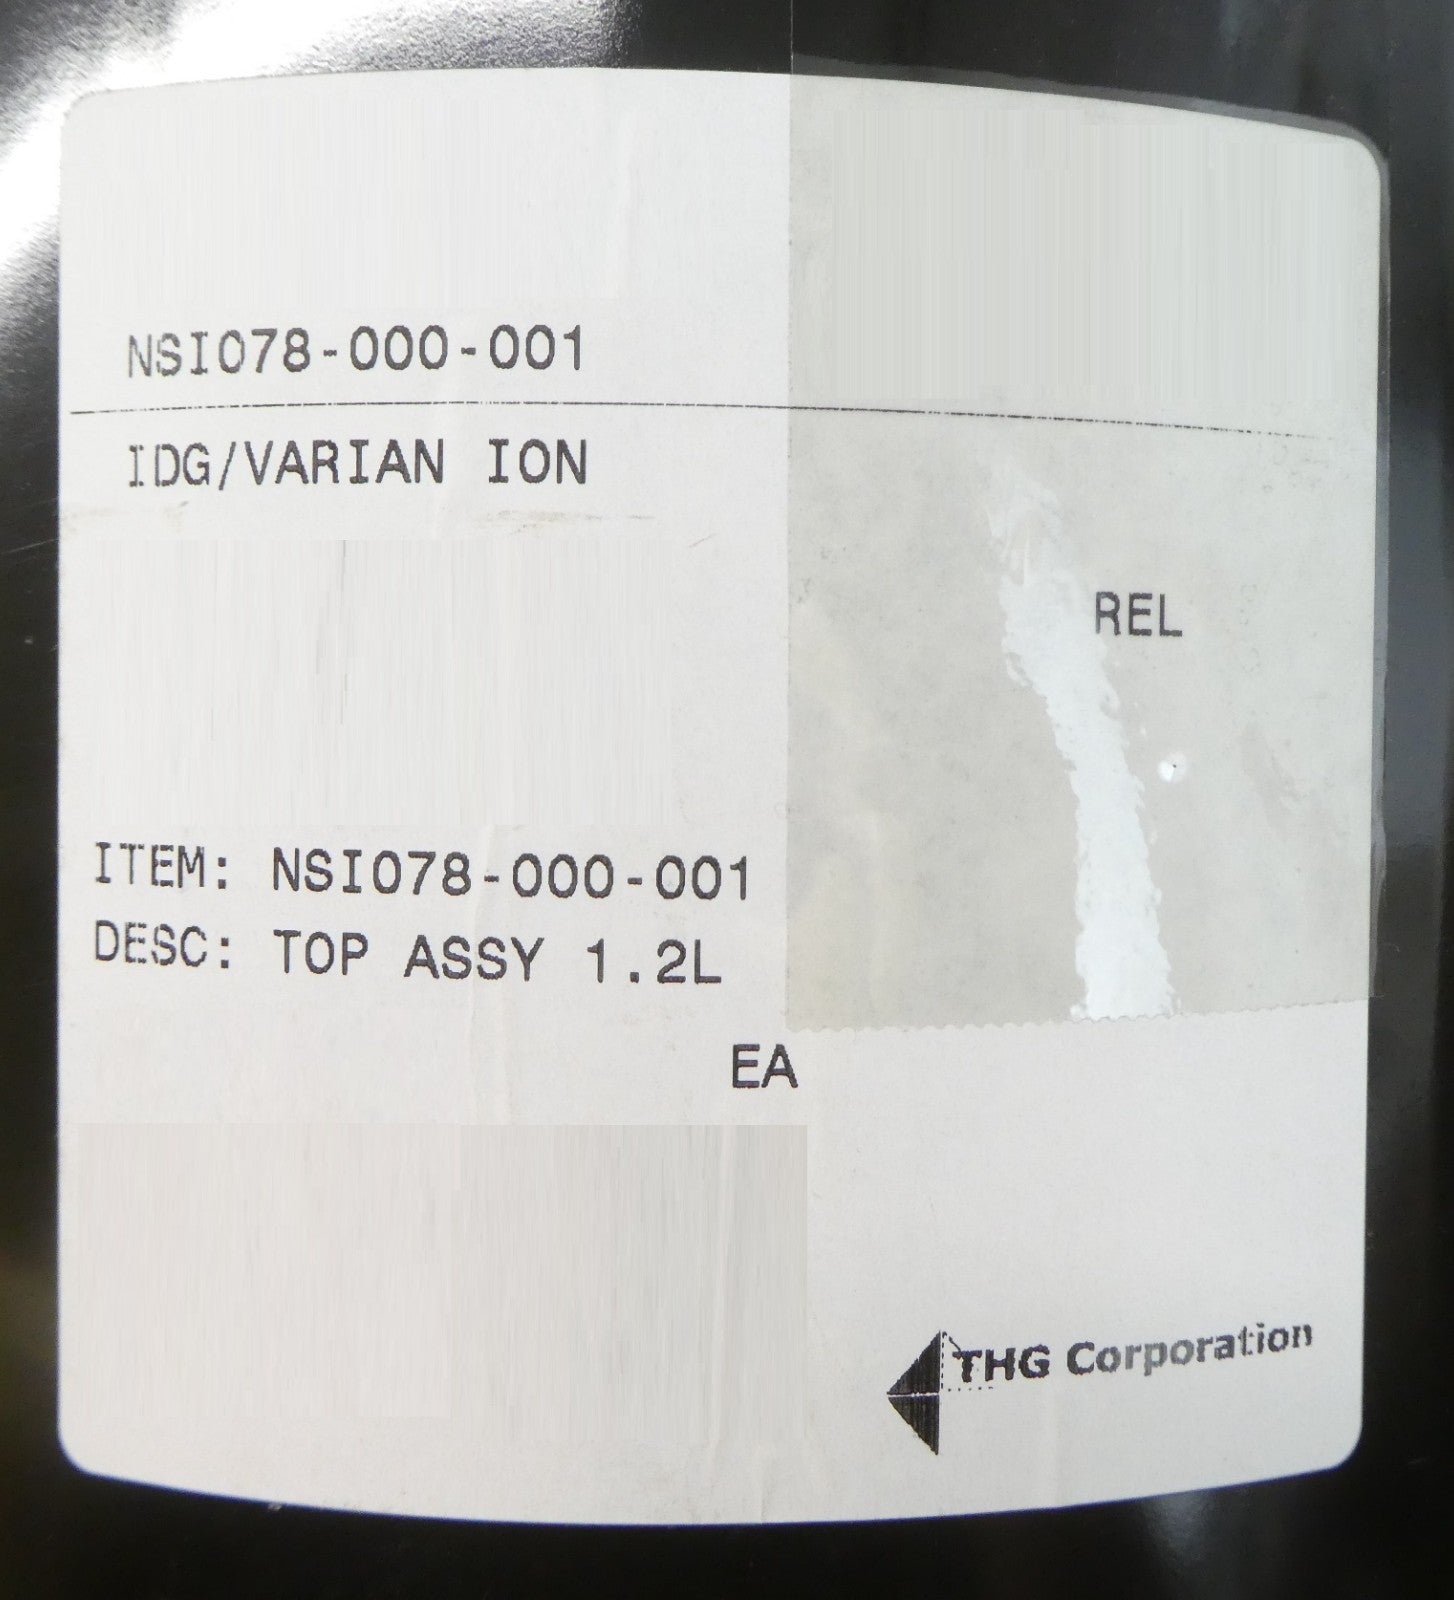 NSI078-000-001
IDG/VARIAN ION
REL
ITEM: NSI078-000-001
DESC: TOP ASSY 1.2L
EA
THG Corporation